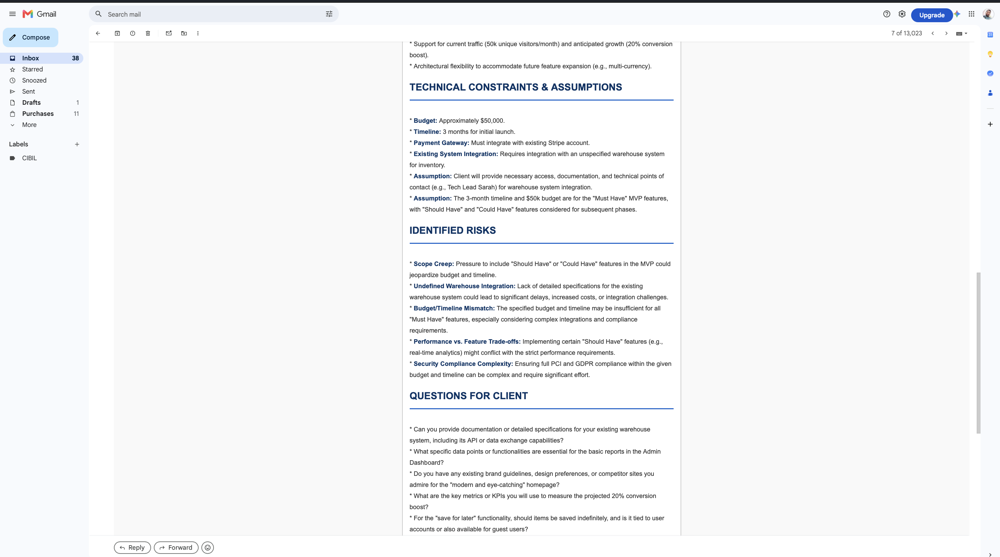 Gmail
Search mail
Upgrade
Compose
7 of 13,023
Inbox 38
Starred
Snoozed
Sent
Drafts 1
Purchases 11
More
Labels
CIBIL
31
* Support for current traffic (50k unique visitors/month) and anticipated growth (20% conversion
boost).
* Architectural flexibility to accommodate future feature expansion (e.g., multi-currency).
TECHNICAL CONSTRAINTS & ASSUMPTIONS
* Budget: Approximately $50,000.
* Timeline: 3 months for initial launch.
* Payment Gateway: Must integrate with existing Stripe account.
* Existing System Integration: Requires integration with an unspecified warehouse system
for inventory.
* Assumption: Client will provide necessary access, documentation, and technical points of
contact (e.g., Tech Lead Sarah) for warehouse system integration.
* Assumption: The 3-month timeline and $50k budget are for the "Must Have" MVP features,
with "Should Have" and "Could Have" features considered for subsequent phases.
IDENTIFIED RISKS
* Scope Creep: Pressure to include "Should Have" or "Could Have" features in the MVP could
jeopardize budget and timeline.
* Undefined Warehouse Integration: Lack of detailed specifications for the existing
warehouse system could lead to significant delays, increased costs, or integration challenges.
* Budget/Timeline Mismatch: The specified budget and timeline may be insufficient for all
"Must Have" features, especially considering complex integrations and compliance
requirements.
* Performance vs. Feature Trade-offs: Implementing certain "Should Have" features (e.g.,
real-time analytics) might conflict with the strict performance requirements.
* Security Compliance Complexity: Ensuring full PCI and GDPR compliance within the given
budget and timeline can be complex and require significant effort.
QUESTIONS FOR CLIENT
* Can you provide documentation or detailed specifications for your existing warehouse
system, including its API or data exchange capabilities?
* What specific data points or functionalities are essential for the basic reports in the Admin
Dashboard?
* Do you have any existing brand guidelines, design preferences, or competitor sites you
admire for the "modern and eye-catching" homepage?
* What are the key metrics or KPIs you will use to measure the projected 20% conversion
boost?
* For the "save for later" functionality, should items be saved indefinitely, and is it tied to user
accounts or also available for guest users?
Reply
Forward